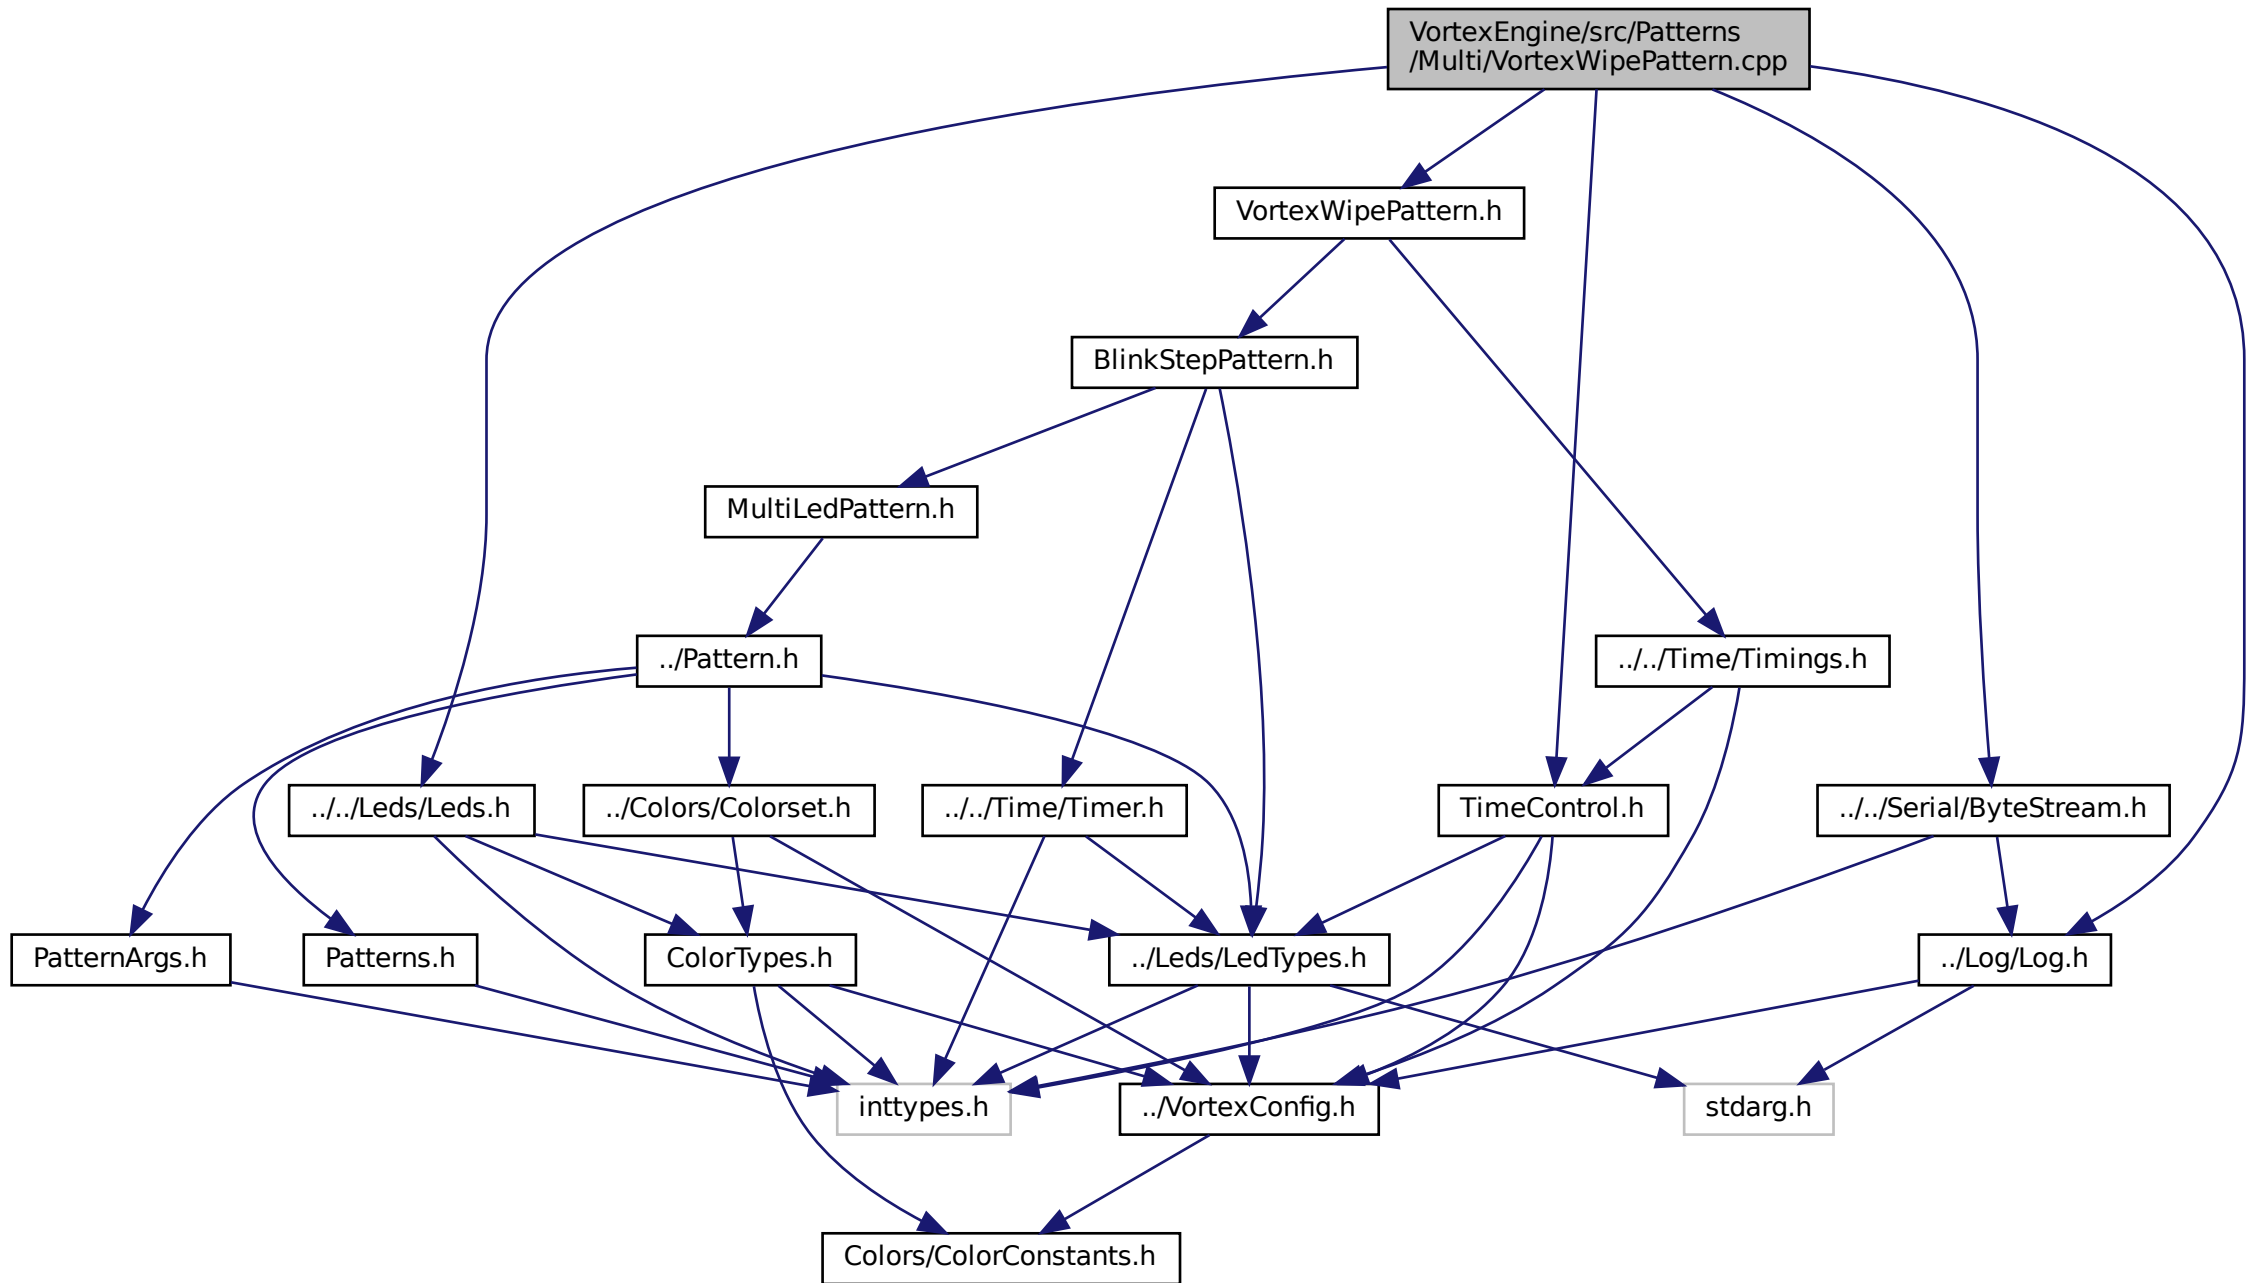 VortexEngine/src/Patterns
/Multi/VortexWipePattern.cpp
VortexWipePattern.h
BlinkStepPattern.h
MultiLedPattern.h
../Pattern.h
../../Time/Timings.h
../../Leds/Leds.h
../Colors/Colorset.h
../../Time/Timer.h
TimeControl.h
../../Serial/ByteStream.h
PatternArgs.h
Patterns.h
ColorTypes.h
../Leds/LedTypes.h
../Log/Log.h
inttypes.h
../VortexConfig.h
stdarg.h
Colors/ColorConstants.h